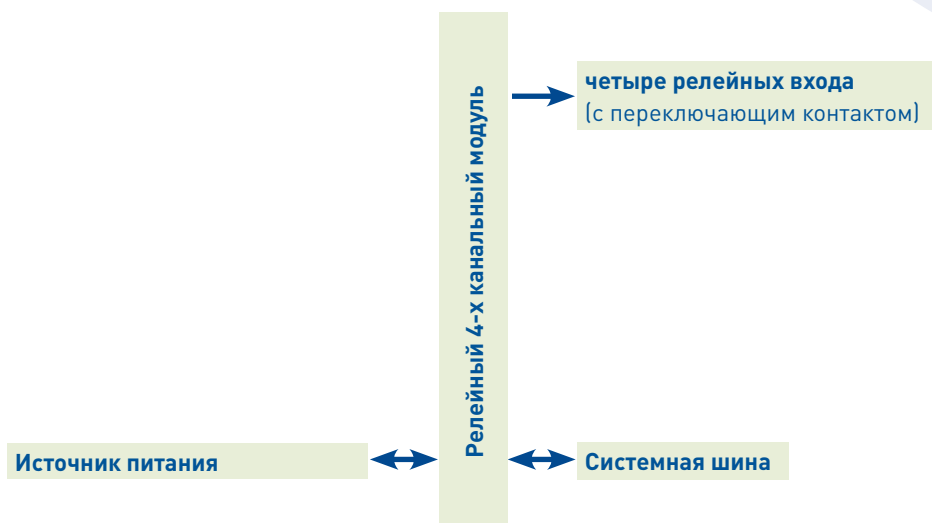 четыре релейных входа
(с переключающим контактом)
Релейный 4-х канальный модуль
Источник питания
Системная шина